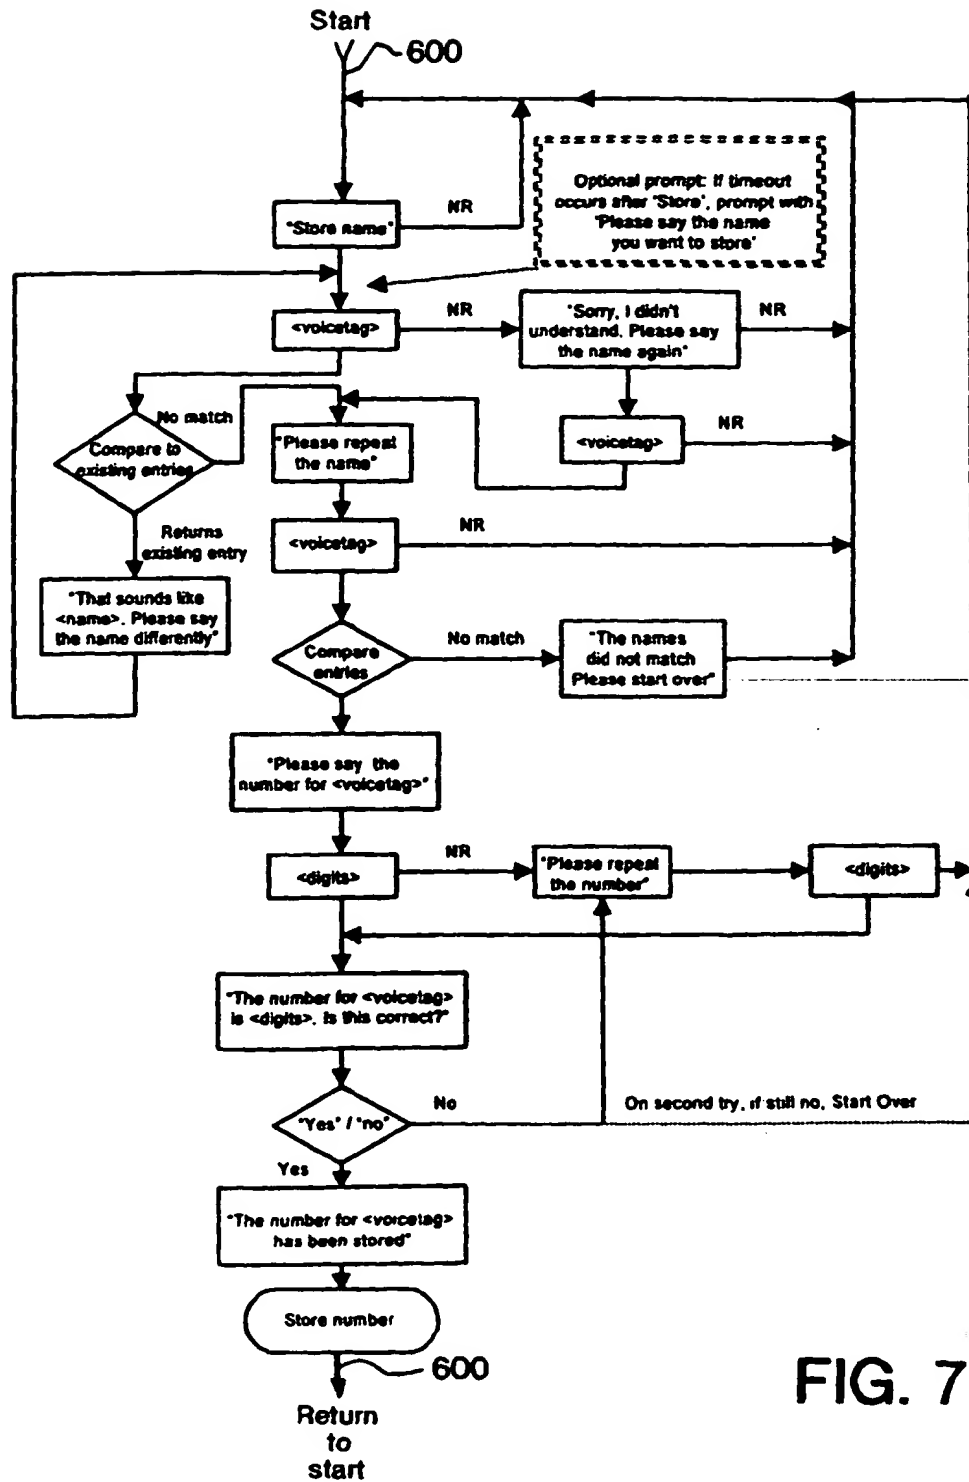 Start
600
Optional prompt: If timeout
occurs after "Store", prompt with
"Please say the name
you want to store"
"Store name"
NR
<voicetag>
NR
"Sorry, I didn't
understand. Please say
the name again"
NR
No match
Compare to
existing entries
"Please repeat
the name"
<voicetag>
NR
Returns
existing entry
<voicetag>
NR
"That sounds like
<name>. Please say
the name differently"
Compare
entries
No match
"The names
did not match
Please start over"
"Please say the
number for <voicetag>"
<digits>
NR
"Please repeat
the number"
<digits>
"The number for <voicetag>
is <digits>. Is this correct?"
"Yes" / "no"
No
On second try, if still no, Start Over
Yes
"The number for <voicetag>
has been stored"
Store number
600
Return
to
start
FIG. 7